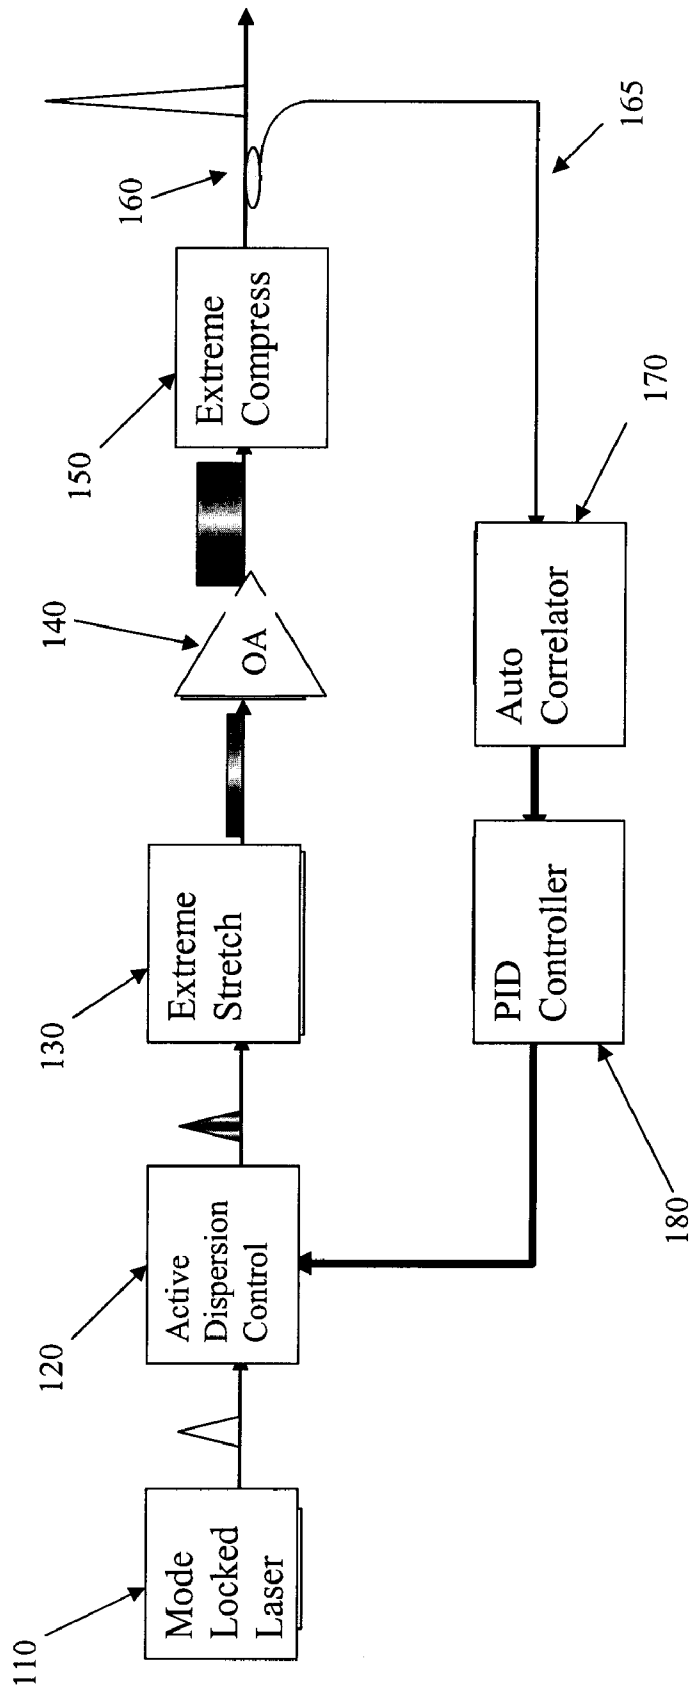 110
Mode
Locked
Laser
120
Active
Dispersion
Control
130
Extreme
Stretch
140
OA
150
Extreme
Compress
160
165
170
Auto
Correlator
180
PID
Controller